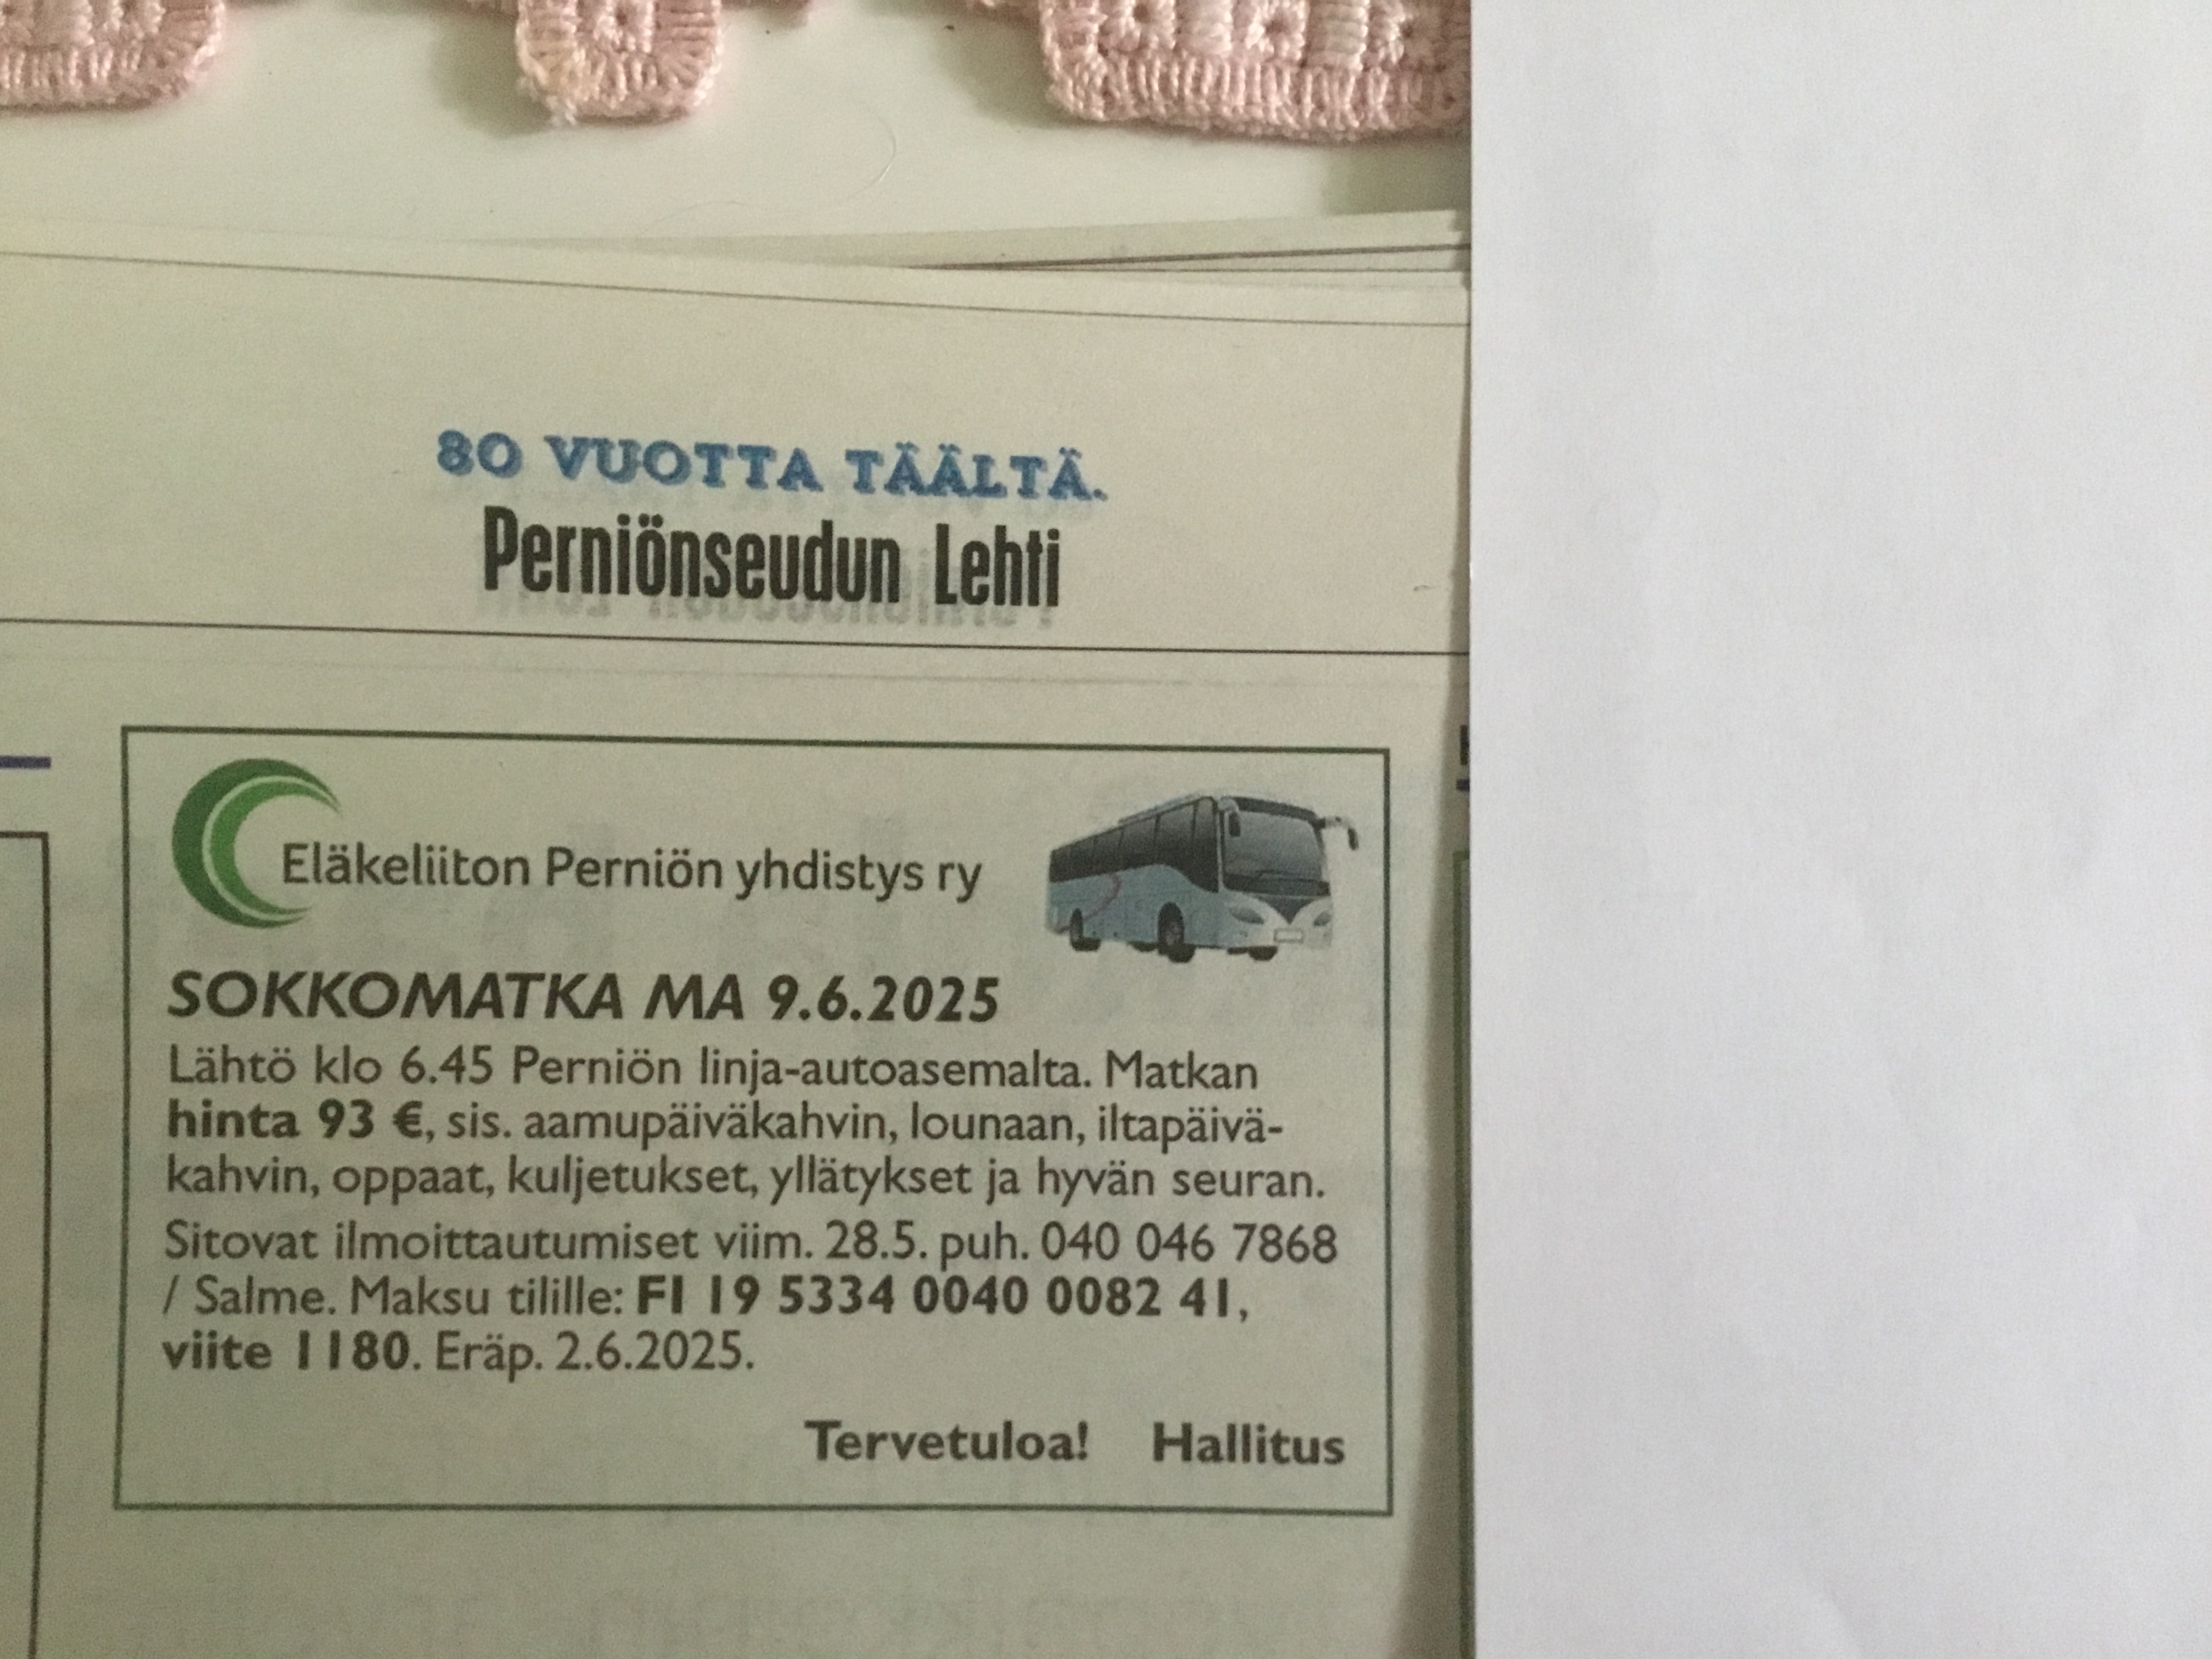 80 VUOTTA TÄÄLTÄ.
Perniönseudun Lehti
Eläkeliiton Perniön yhdistys ry
SOKKOMATKA MA 9.6.2025
Lähtö klo 6.45 Perniön linja-autoasemalta. Matkan
hinta 93 €, sis. aamupäiväkahvin, lounaan, iltapäivä-
kahvin, oppaat, kuljetukset, yllätykset ja hyvän seuran.
Sitovat ilmoittautumiset viim. 28.5. puh. 040 046 7868
/ Salme. Maksu tilille: FI 19 5334 0040 0082 41,
viite 1180. Eräp. 2.6.2025.
Tervetuloa! Hallitus